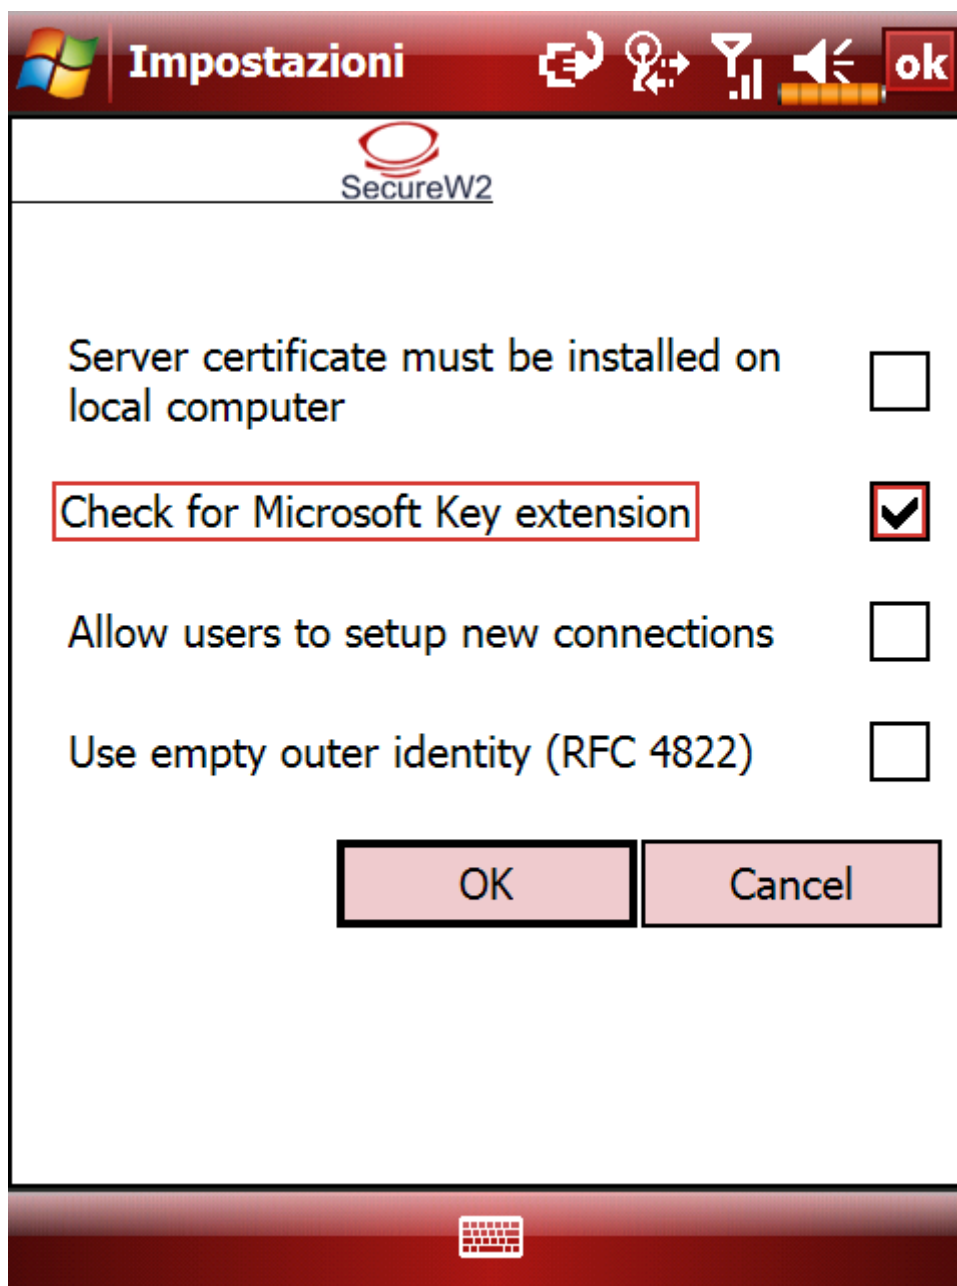 Impostazioni
ok
SecureW2
Server certificate must be installed on
local computer
Check for Microsoft Key extension
Allow users to setup new connections
Use empty outer identity (RFC 4822)
OK
Cancel